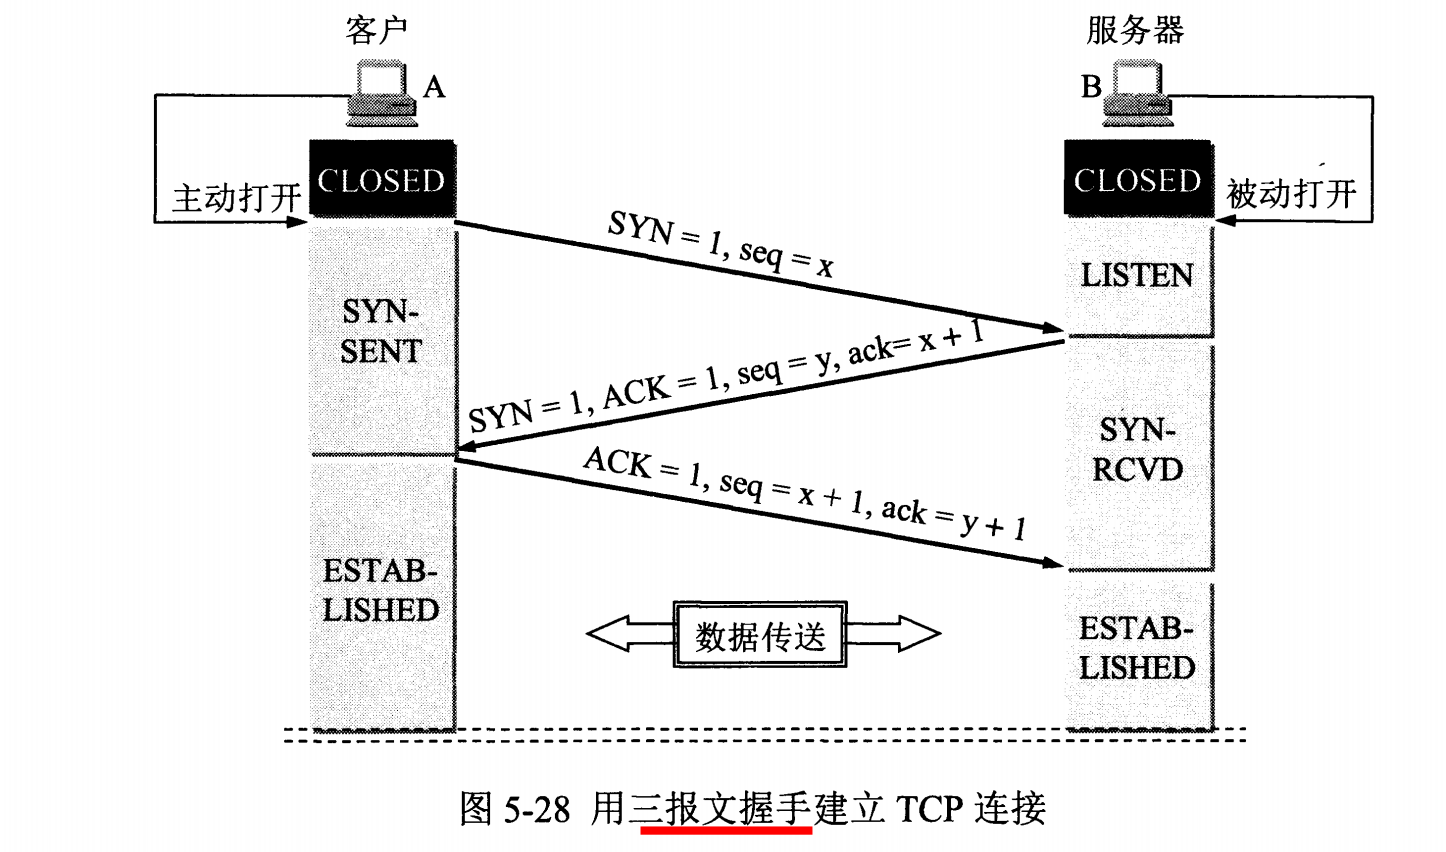 客户
服务器
A
B
CLOSED
CLOSED
主动打开
被动打开
SYN = 1, seq = x
LISTEN
SYN-
SENT
SYN = 1, ACK = 1, seq = y, ack= x + 1
SYN-
RCVD
ACK = 1, seq = x + 1, ack = y + 1
ESTAB-
LISHED
数据传送
ESTAB-
LISHED
图 5-28 用三报文握手建立 TCP 连接